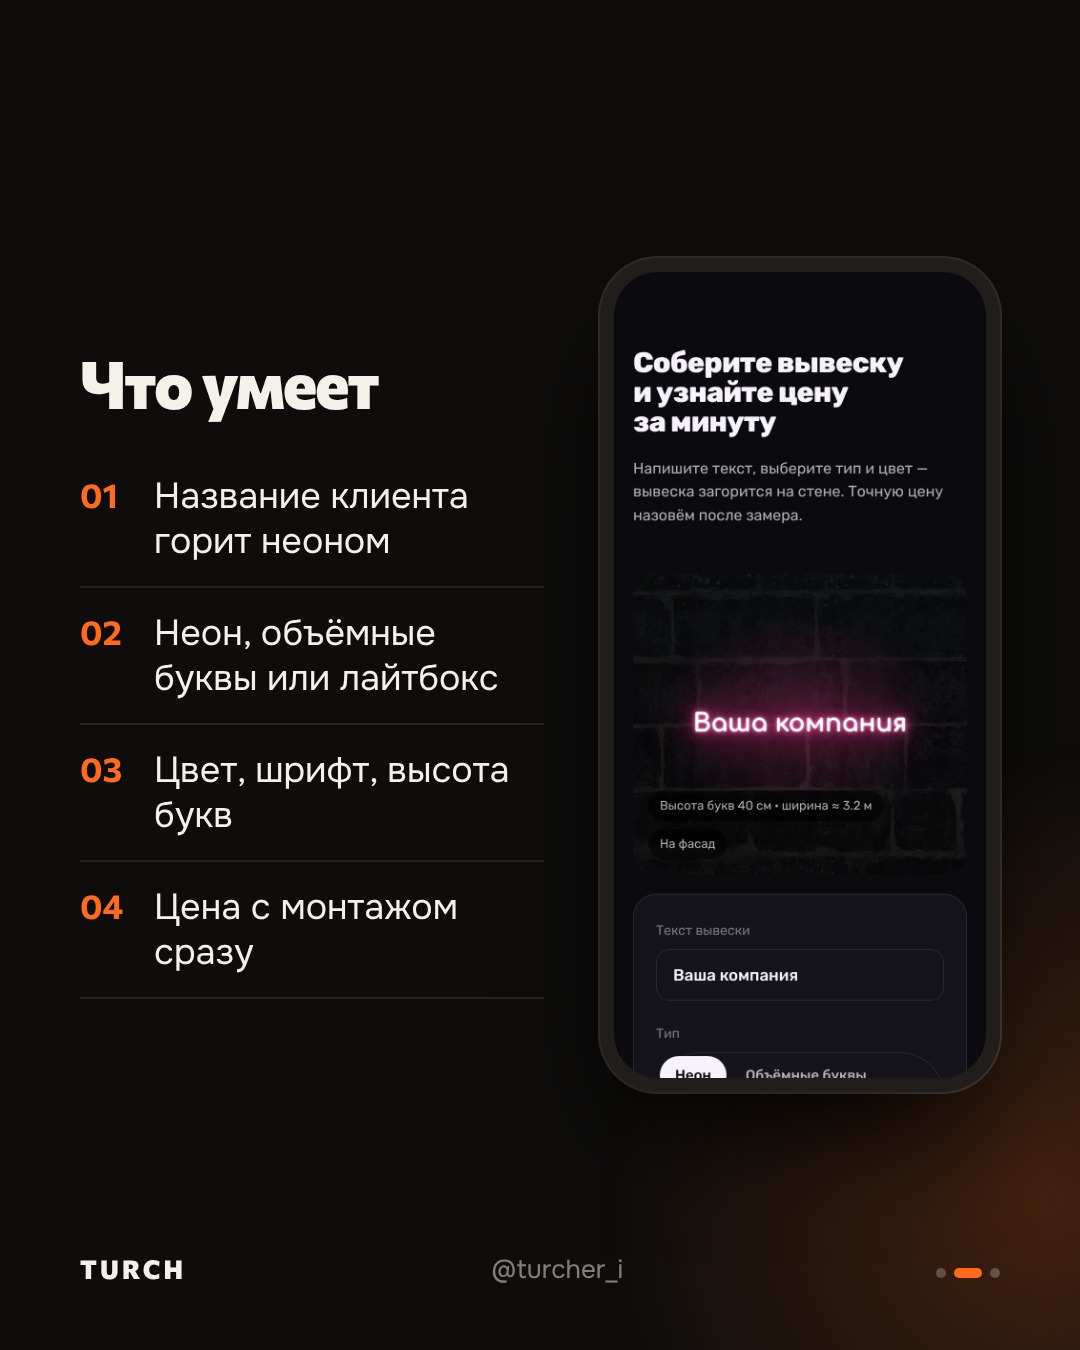 Что умеет
01 Название клиента
горит неоном
02 Неон, объёмные
буквы или лайтбокс
03 Цвет, шрифт, высота
букв
04 Цена с монтажом
сразу
Соберите вывеску
и узнайте цену
за минуту
Напишите текст, выберите тип и цвет —
вывеска загорится на стене. Точную цену
назовём после замера.
Ваша компания
Высота букв 40 см • ширина ≈ 3.2 м
На фасад
Текст вывески
Ваша компания
Тип
Неон Объёмные буквы
TURCH @turcher_i